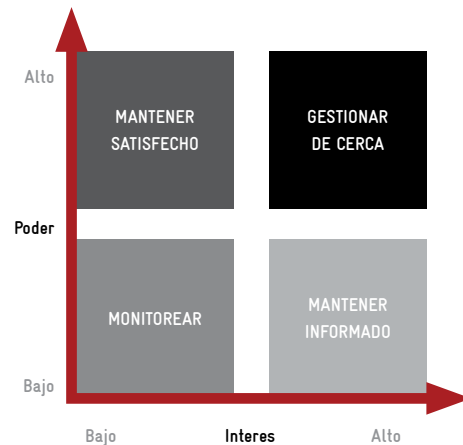 Alto
MANTENER
SATISFECHO
GESTIONAR
DE CERCA
Poder
MONITOREAR
MANTENER
INFORMADO
Bajo
Bajo
Interes
Alto